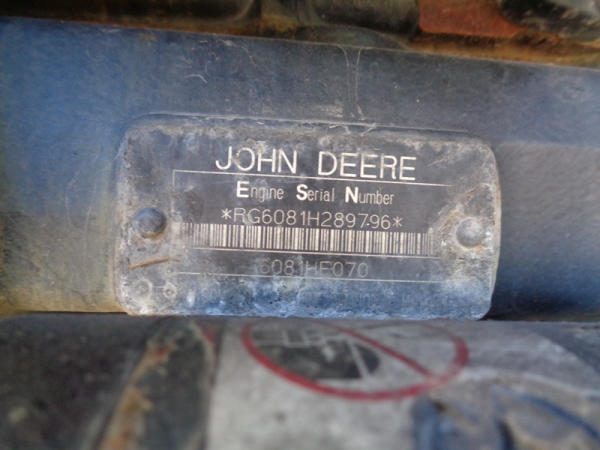 JOHN DEERE
Engine Serial Number
*RG6081H289796*
6081HF070